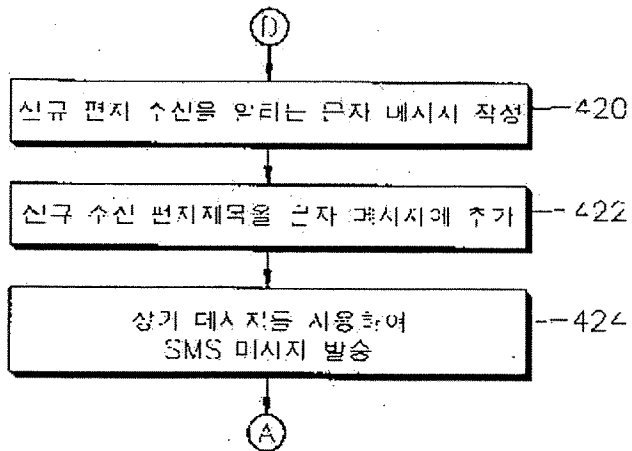 D
신규 편지 수신을 알리는 문자 메시지 작성
420
신규 수신 편지제목을 문자 메시지에 추가
422
상기 메시지를 사용하여
SMS 메시지 발송
424
A